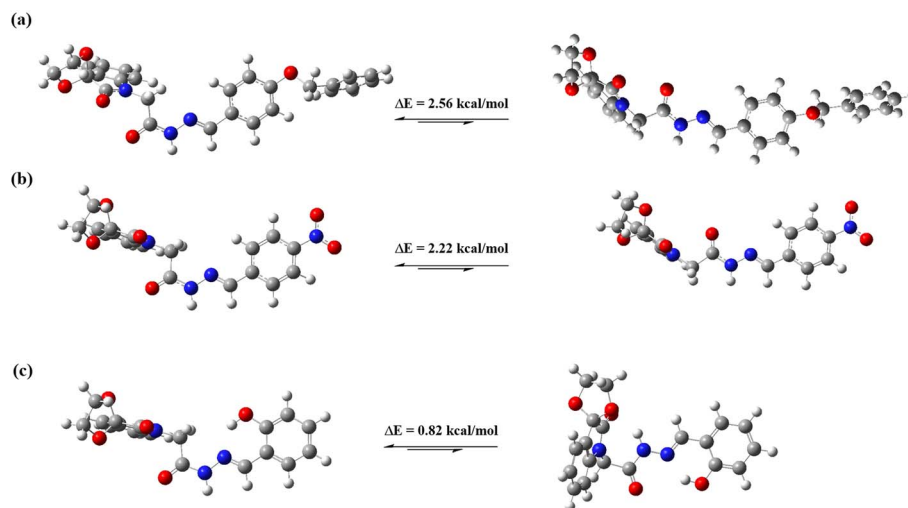 (a)
ΔE = 2.56 kcal/mol
(b)
ΔE = 2.22 kcal/mol
(c)
ΔE = 0.82 kcal/mol